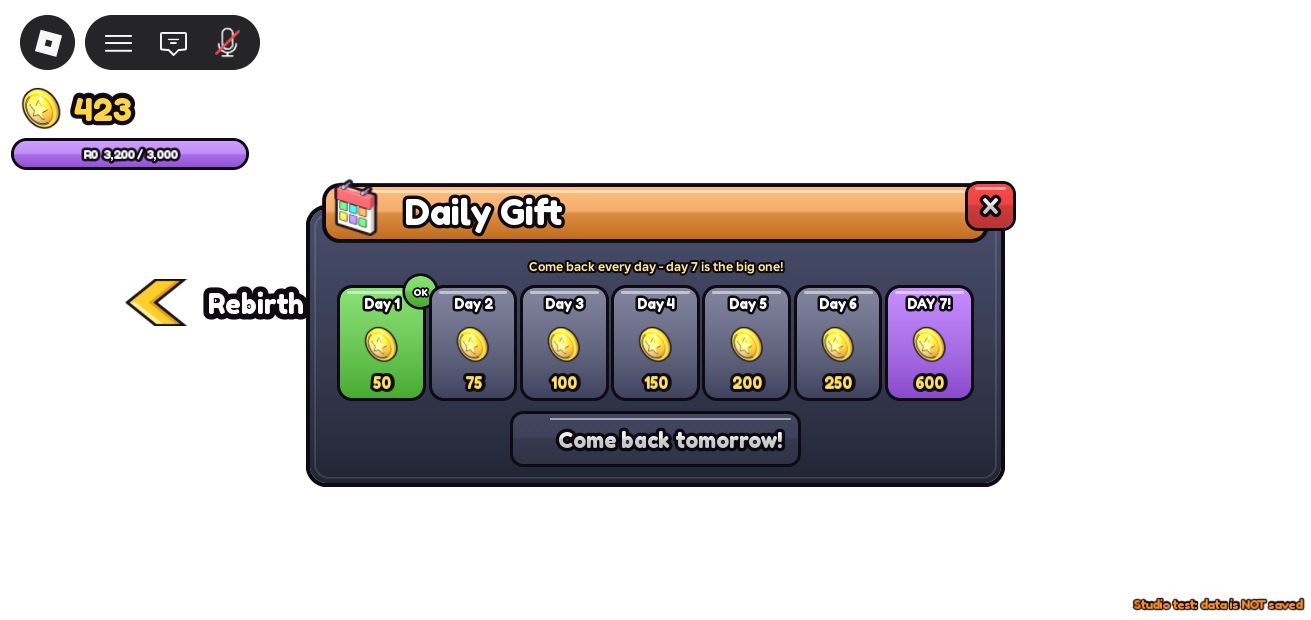 423
R0 3,200 / 3,000
Daily Gift
X
Come back every day - day 7 is the big one!
Rebirth
OK
Day 1
Day 2
Day 3
Day 4
Day 5
Day 6
DAY 7!
50
75
100
150
200
250
600
Come back tomorrow!
Studio test: data is NOT saved